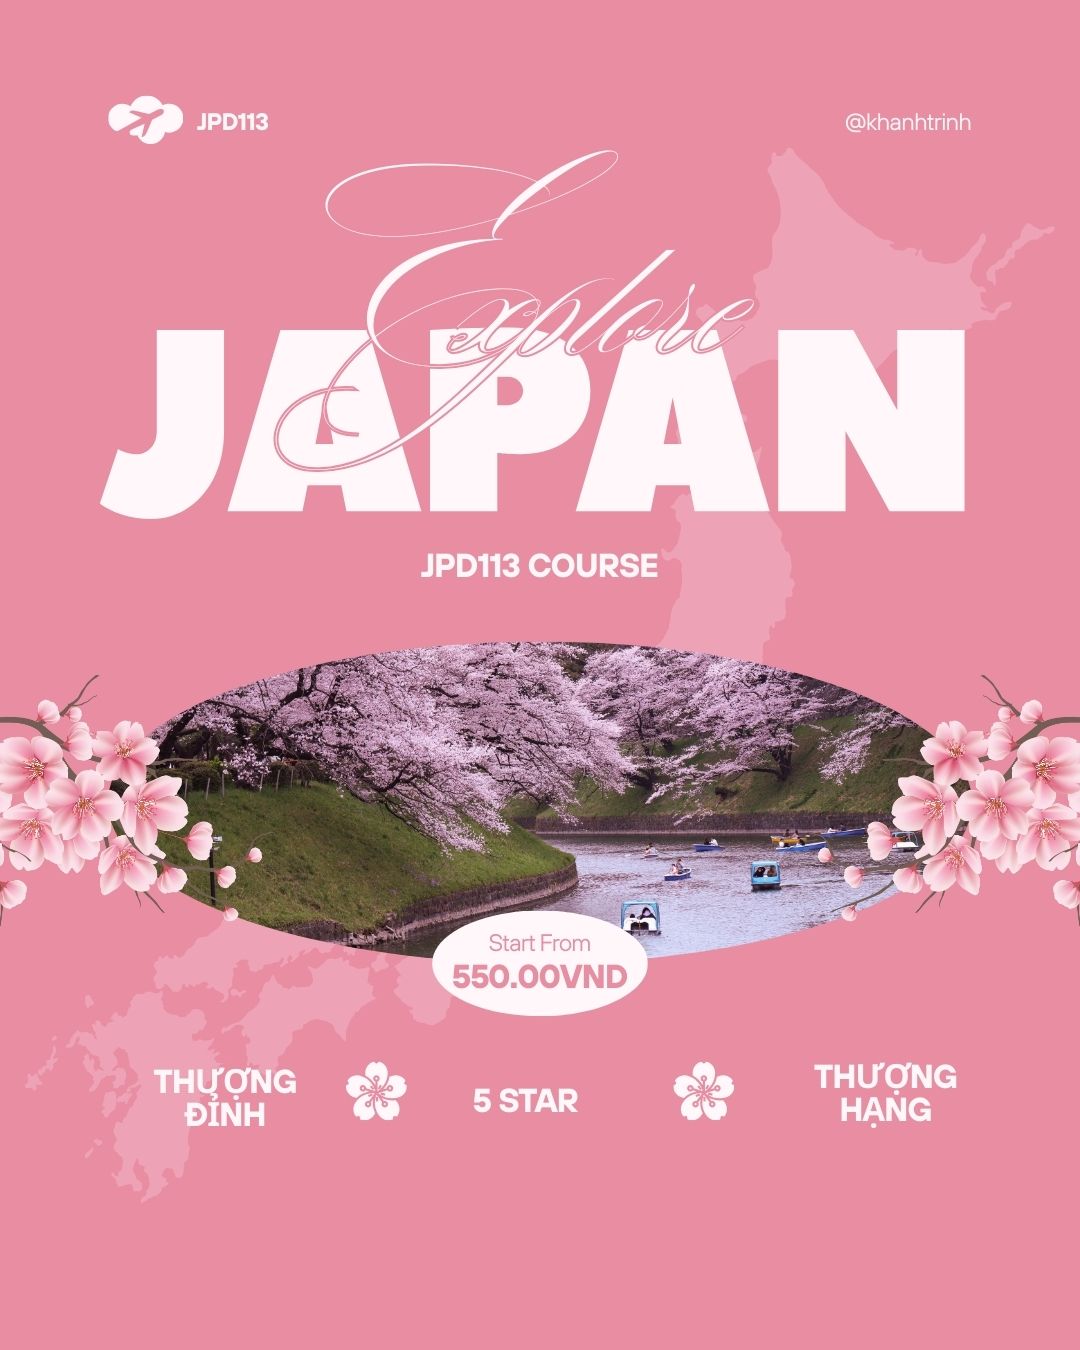 JPD113
@khanhtrinh
Explore
JAPAN
JPD113 COURSE
Start From
550.00VND
THƯỢNG
ĐỈNH
5 STAR
THƯỢNG
HẠNG